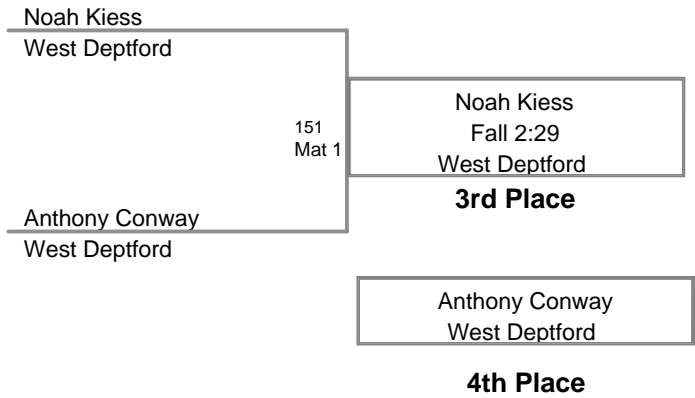 Noah Kiess
West Deptford
151
Mat 1
Noah Kiess
Fall 2:29
West Deptford
3rd Place
Anthony Conway
West Deptford
Anthony Conway
West Deptford
4th Place